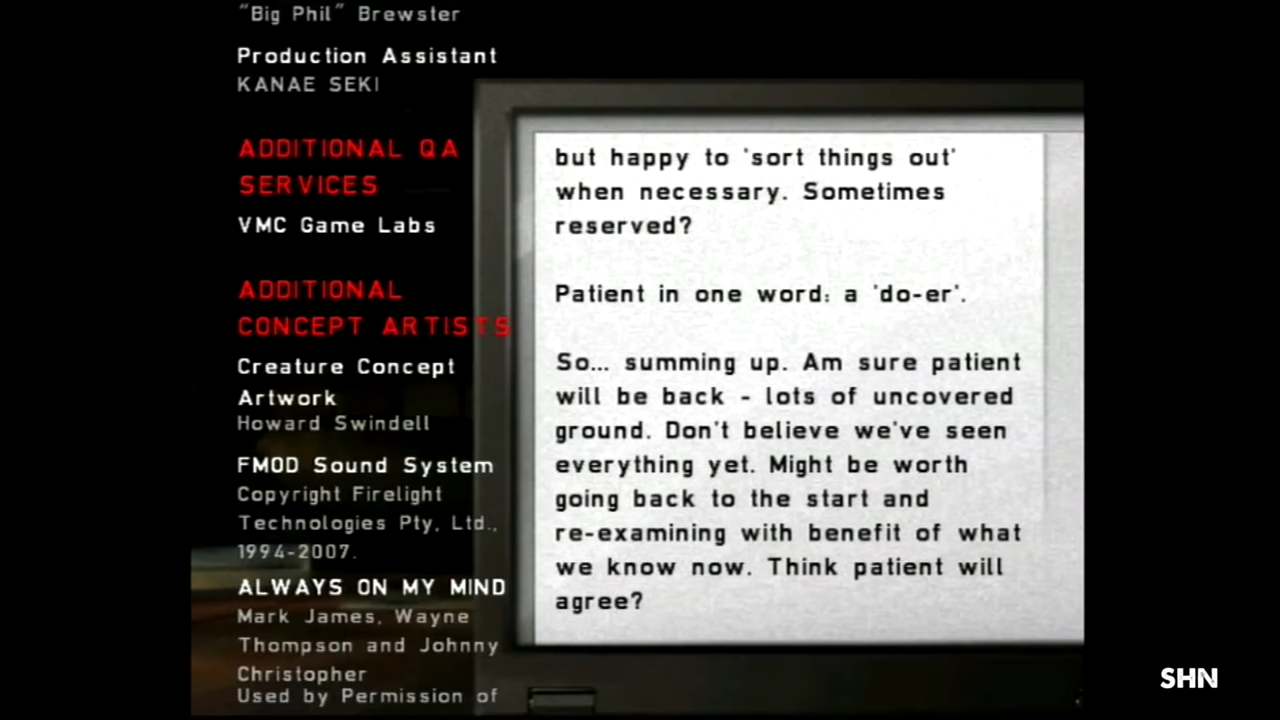 "Big Phil" Brewster
Production Assistant
KANAE SEKI
ADDITIONAL QA
SERVICES
VMC Game Labs
ADDITIONAL
CONCEPT ARTISTS
Creature Concept
Artwork
Howard Swindell
FMOD Sound System
Copyright Firelight
Technologies Pty, Ltd.,
1994-2007.
ALWAYS ON MY MIND
Mark James, Wayne
Thompson and Johnny
Christopher
Used by Permission of
but happy to 'sort things out'
when necessary. Sometimes
reserved?
Patient in one word: a 'do-er'.
So... summing up. Am sure patient
will be back - lots of uncovered
ground. Don't believe we've seen
everything yet. Might be worth
going back to the start and
re-examining with benefit of what
we know now. Think patient will
agree?
SHN